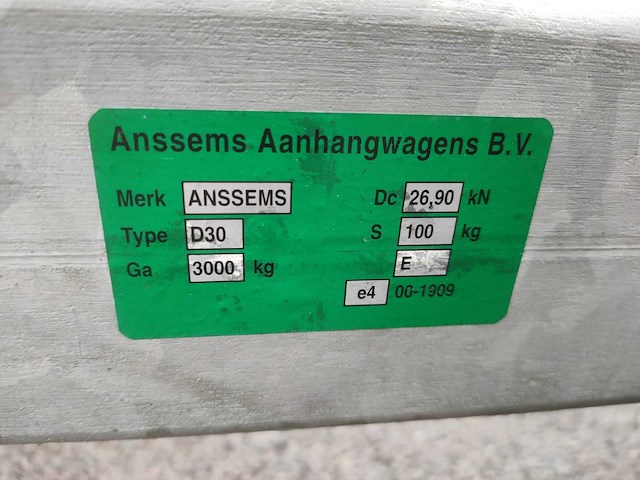 Anssems Aanhangwagens B.V.
Merk ANSSEMS Dc 26,90 kN
Type D30 S 100 kg
Ga 3000 kg E
e4 00-1909